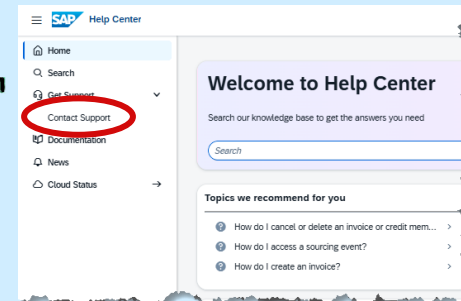 SAP Help Center
Home
Search
Get Support
Contact Support
Documentation
News
Cloud Status
Welcome to Help Center
Search our knowledge base to get the answers you need
Search
Topics we recommend for you
How do I cancel or delete an invoice or credit mem...
How do I access a sourcing event?
How do I create an invoice?